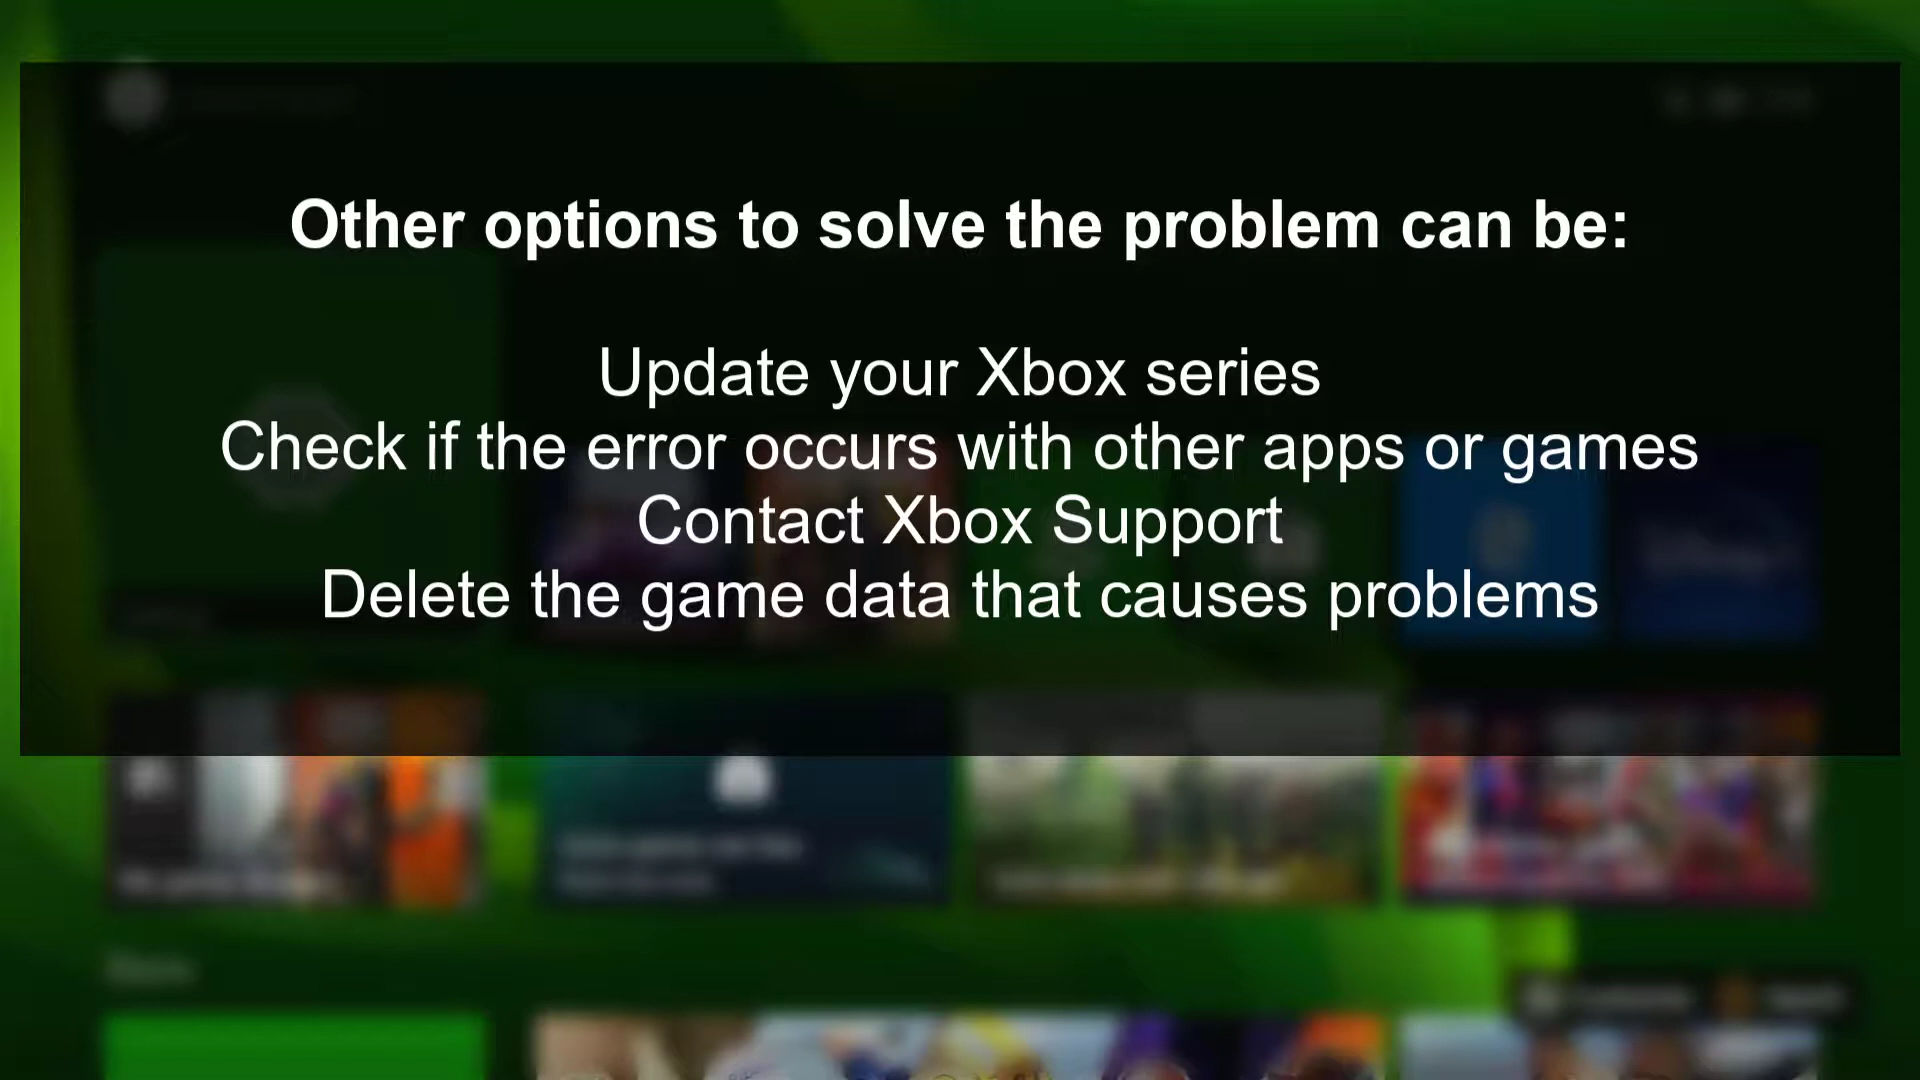 Other options to solve the problem can be:
Update your Xbox series
Check if the error occurs with other apps or games
Contact Xbox Support
Delete the game data that causes problems